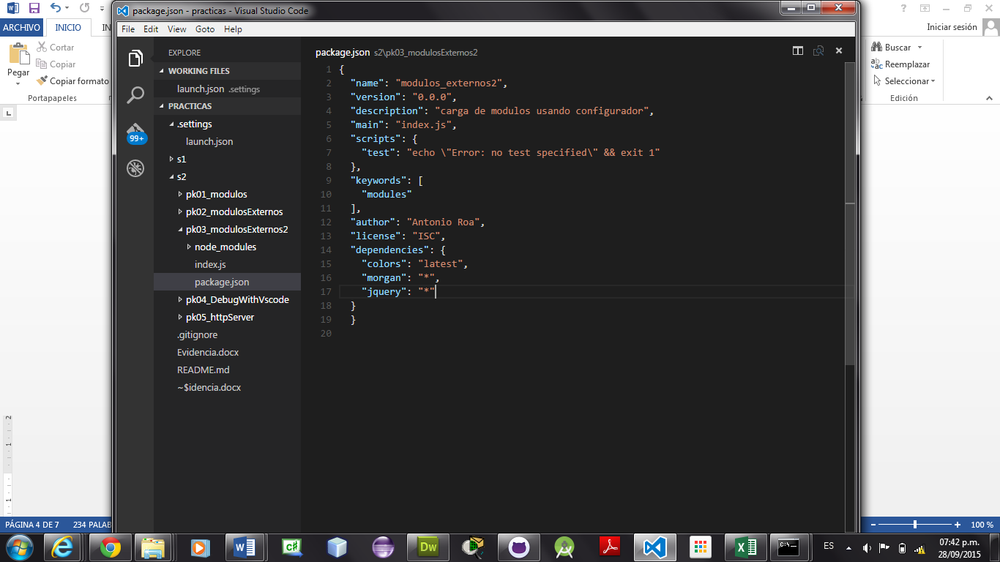 package.json - practicas - Visual Studio Code
ARCHIVO
INICIO
IN
Iniciar sesión
File Edit View Goto Help
Pegar
Cortar
Copiar
Copiar formato
Portapapeles
Buscar
Reemplazar
Seleccionar
Edición
EXPLORE
WORKING FILES
launch.json .settings
PRACTICAS
.settings
launch.json
s1
s2
pk01_modulos
pk02_modulosExternos
pk03_modulosExternos2
node_modules
index.js
package.json
pk04_DebugWithVscode
pk05_httpServer
.gitignore
Evidencia.docx
README.md
~$idencia.docx
99+
package.json s2\pk03_modulosExternos2
1 {
2 "name": "modulos_externos2",
3 "version": "0.0.0",
4 "description": "carga de modulos usando configurador",
5 "main": "index.js",
6 "scripts": {
7 "test": "echo \"Error: no test specified\" && exit 1"
8 },
9 "keywords": [
10 "modules"
11 ],
12 "author": "Antonio Roa",
13 "license": "ISC",
14 "dependencies": {
15 "colors": "latest",
16 "morgan": "*",
17 "jquery": "*"
18 }
19 }
20
2
1
1
PÁGINA 4 DE 7
234 PALAB
100 %
Dw
ES
07:42 p.m.
28/09/2015